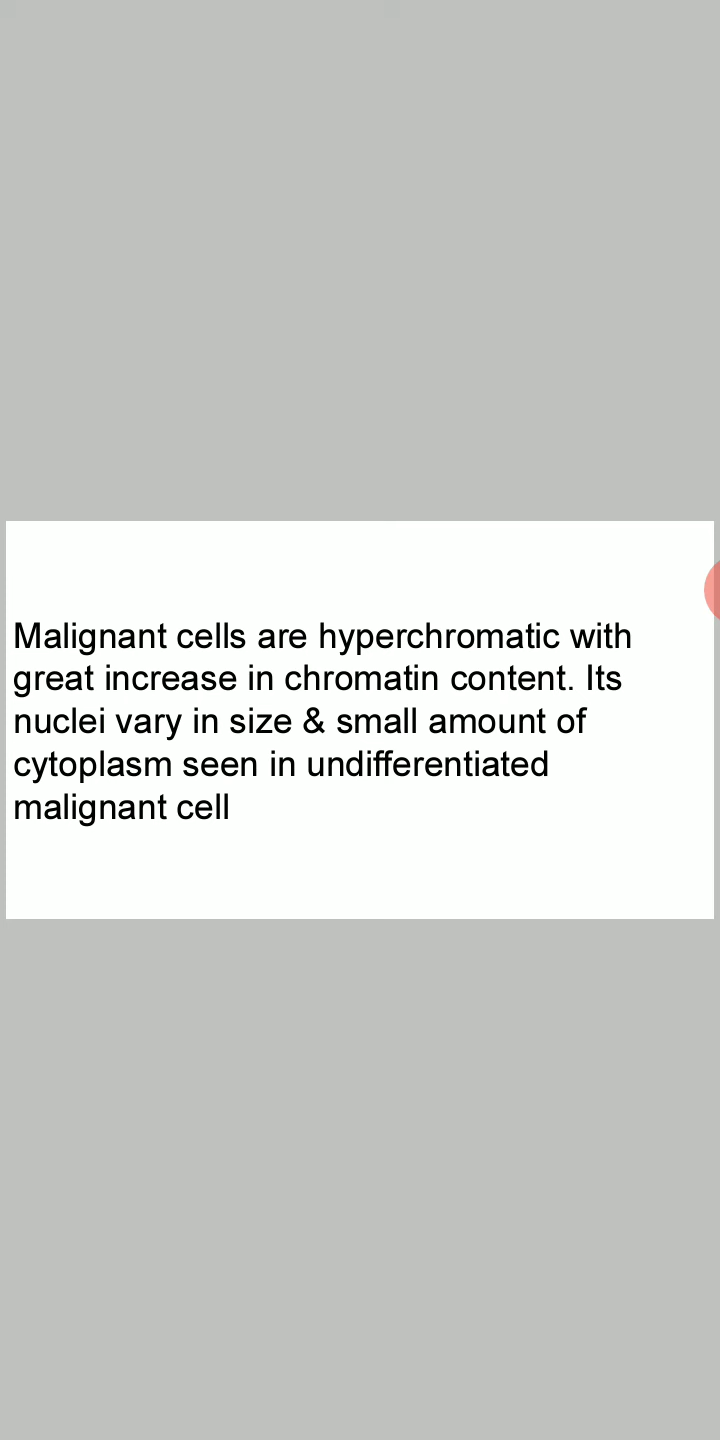 Malignant cells are hyperchromatic with
great increase in chromatin content. Its
nuclei vary in size & small amount of
cytoplasm seen in undifferentiated
malignant cell